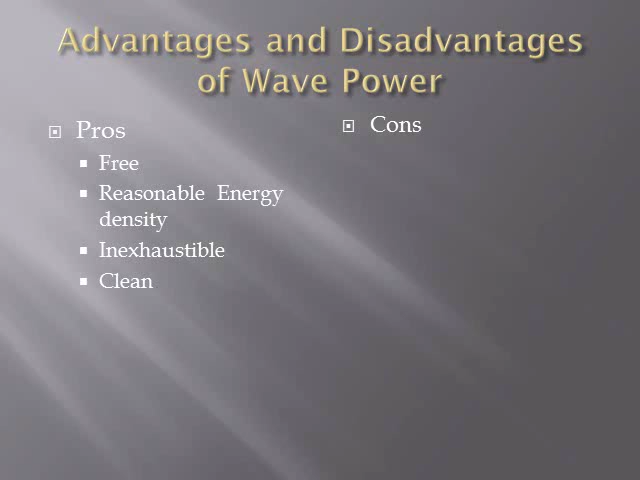 Advantages and Disadvantages
of Wave Power
Pros
Free
Reasonable Energy
density
Inexhaustible
Clean
Cons